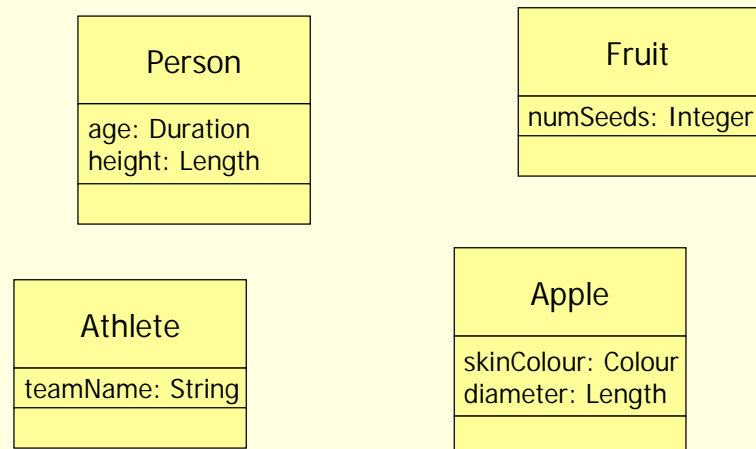 Person
age: Duration
height: Length
Fruit
numSeeds: Integer
Athlete
teamName: String
Apple
skinColour: Colour
diameter: Length